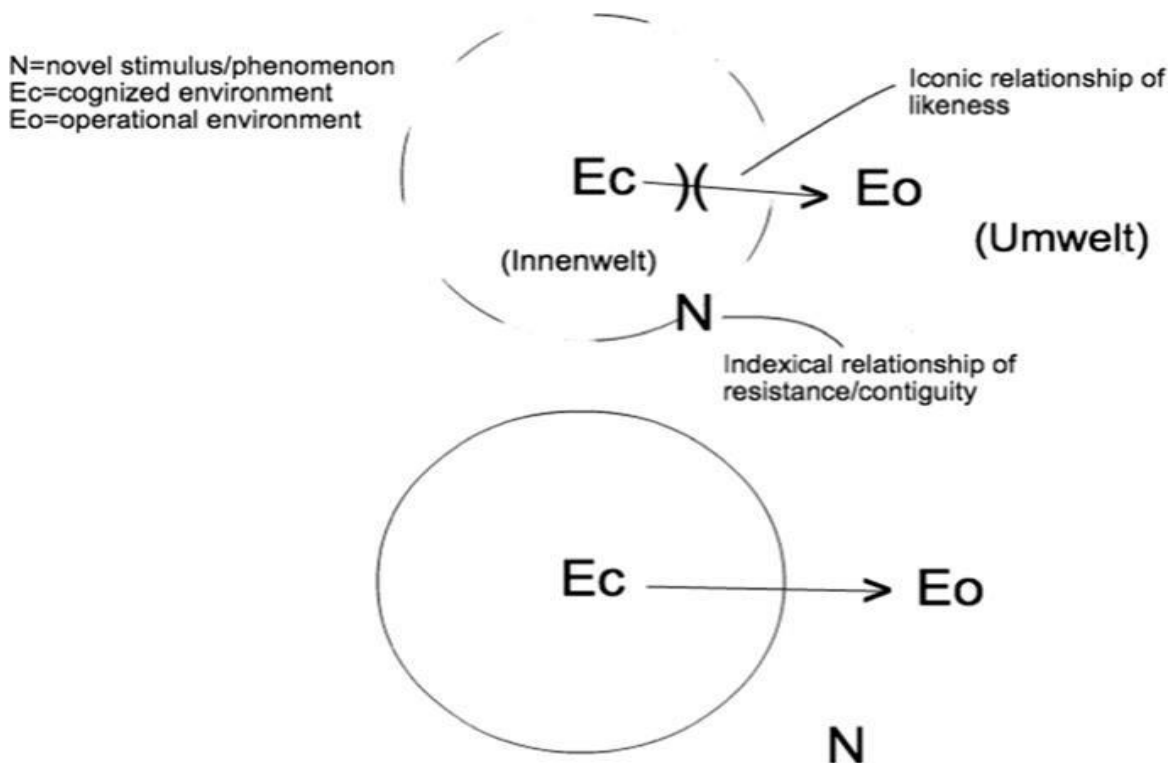 N=novel stimulus/phenomenon
Ec=cognized environment
Eo=operational environment
Iconic relationship of
likeness
Ec )( Eo
(Umwelt)
(Innenwelt)
N
Indexical relationship of
resistance/contiguity
Ec Eo
N